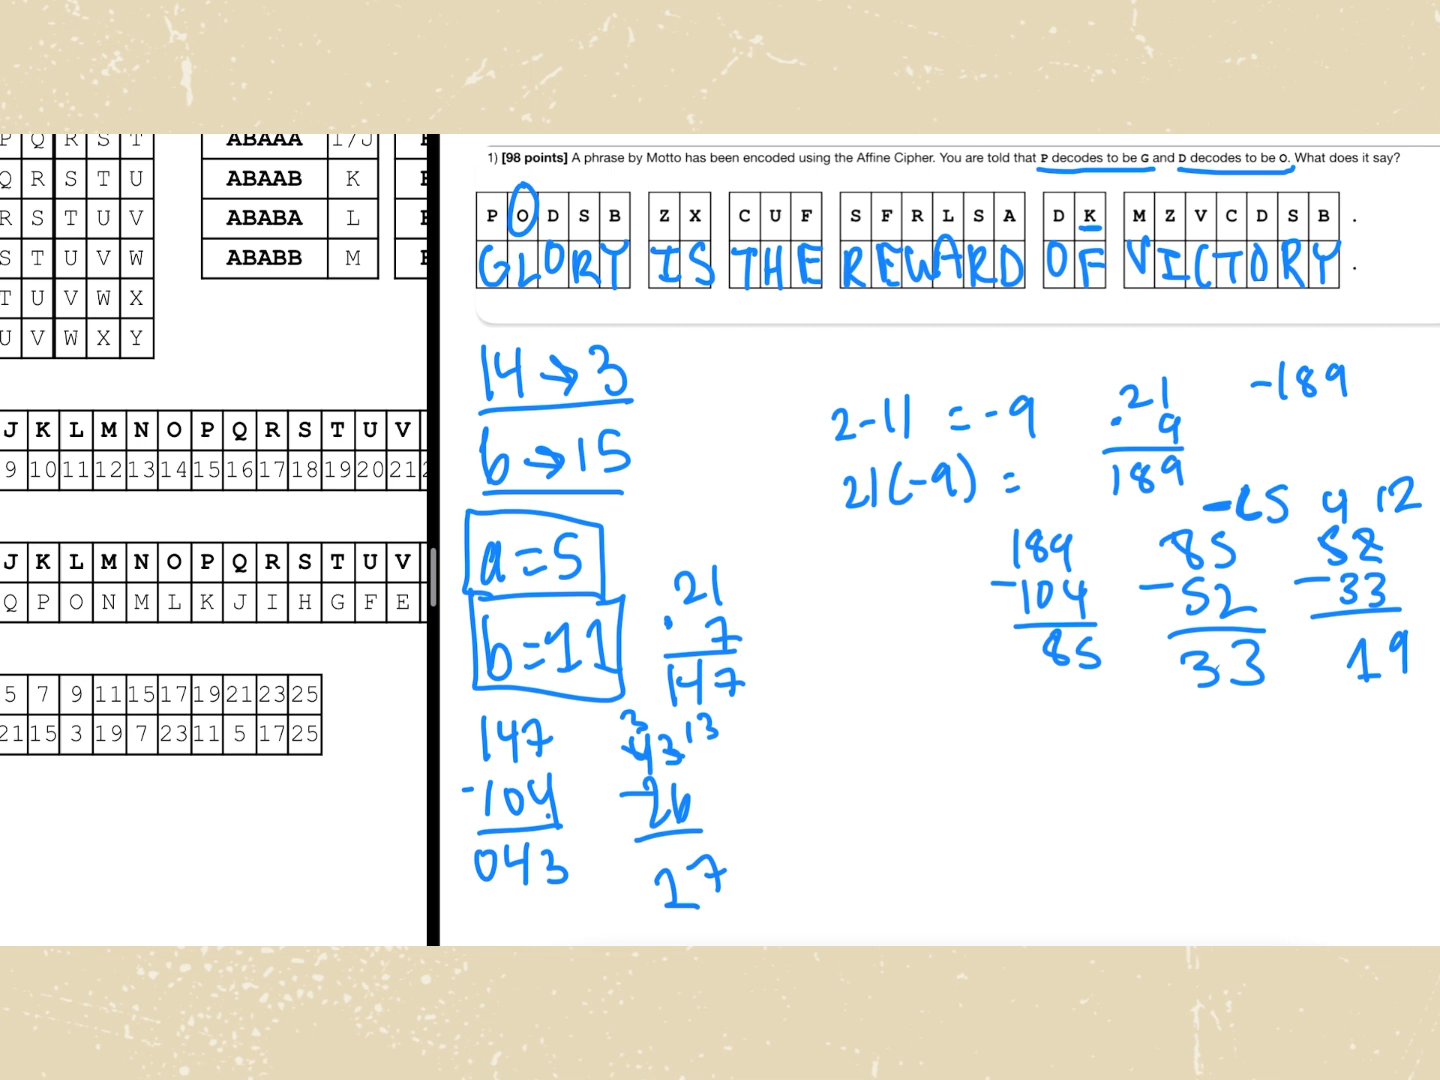 P Q R S T
Q R S T U
R S T U V
S T U V W
T U V W X
U V W X Y
ABAAA I/J
ABAAB K
ABABA L
ABABB M
J K L M N O P Q R S T U V
9 10 11 12 13 14 15 16 17 18 19 20 21
J K L M N O P Q R S T U V
Q P O N M L K J I H G F E
5 7 9 11 15 17 19 21 23 25
21 15 3 19 7 23 11 5 17 25
1) [98 points] A phrase by Motto has been encoded using the Affine Cipher. You are told that P decodes to be G and D decodes to be O. What does it say?
P O D S B Z X C U F S F R L S A D K M Z V C D S B .
GLORY IS THE REWARD OF VICTORY .
14 → 3
6 → 15
a = 5
b = 11
21
· 7
147
147
-104
043
3 13
43
-26
17
2-11 = -9
21(-9) =
21
· 9
189
-189
189
-104
85
85
-52
33
4 12
52
-33
19